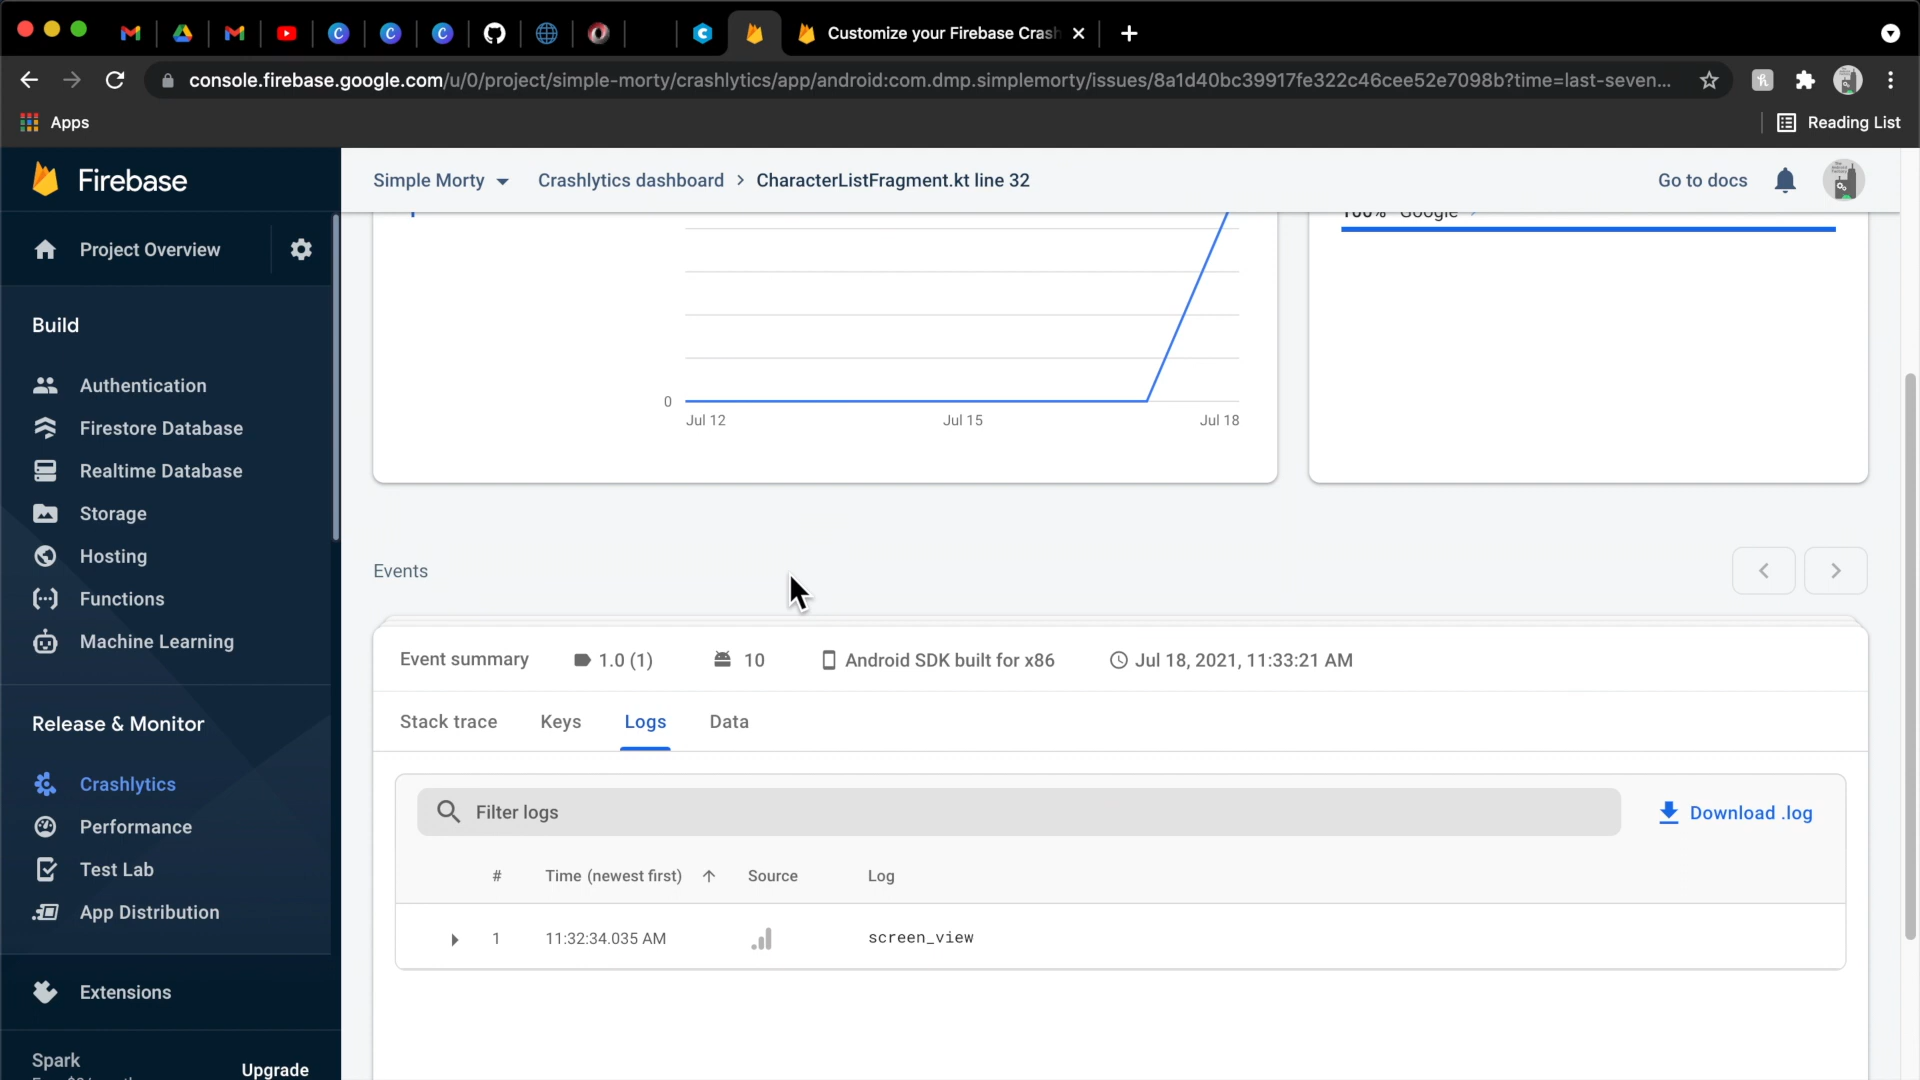 Customize your Firebase Crash
console.firebase.google.com/u/0/project/simple-morty/crashlytics/app/android:com.dmp.simplemorty/issues/8a1d40bc39917fe322c46cee52e7098b?time=last-seven...
Apps
Reading List
Firebase
Simple Morty
Crashlytics dashboard > CharacterListFragment.kt line 32
Go to docs
Project Overview
Build
Authentication
Firestore Database
Realtime Database
Storage
Hosting
Functions
Machine Learning
Release & Monitor
Crashlytics
Performance
Test Lab
App Distribution
Extensions
Spark
Upgrade
100% Google
0
Jul 12
Jul 15
Jul 18
Events
Event summary
1.0 (1)
10
Android SDK built for x86
Jul 18, 2021, 11:33:21 AM
Stack trace
Keys
Logs
Data
Filter logs
Download .log
#
Time (newest first)
Source
Log
1
11:32:34.035 AM
screen_view